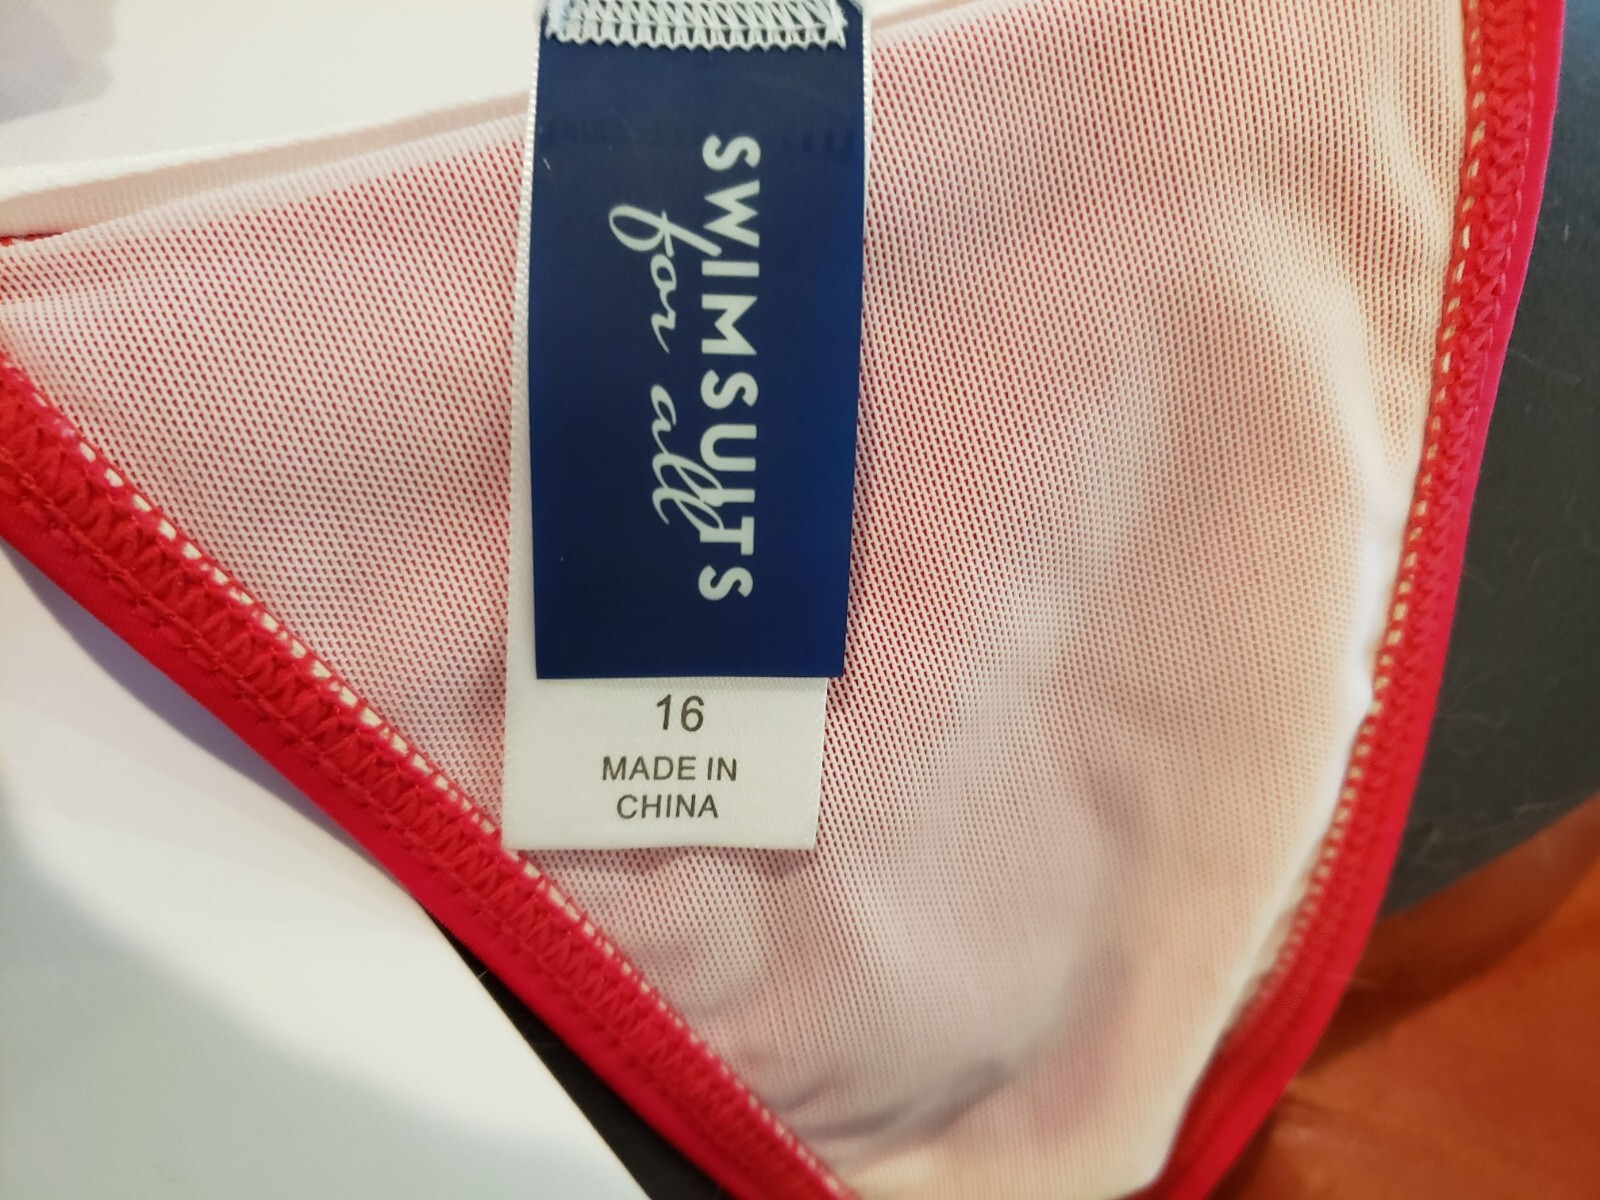 SWIMSUITS
for all
16
MADE IN
CHINA